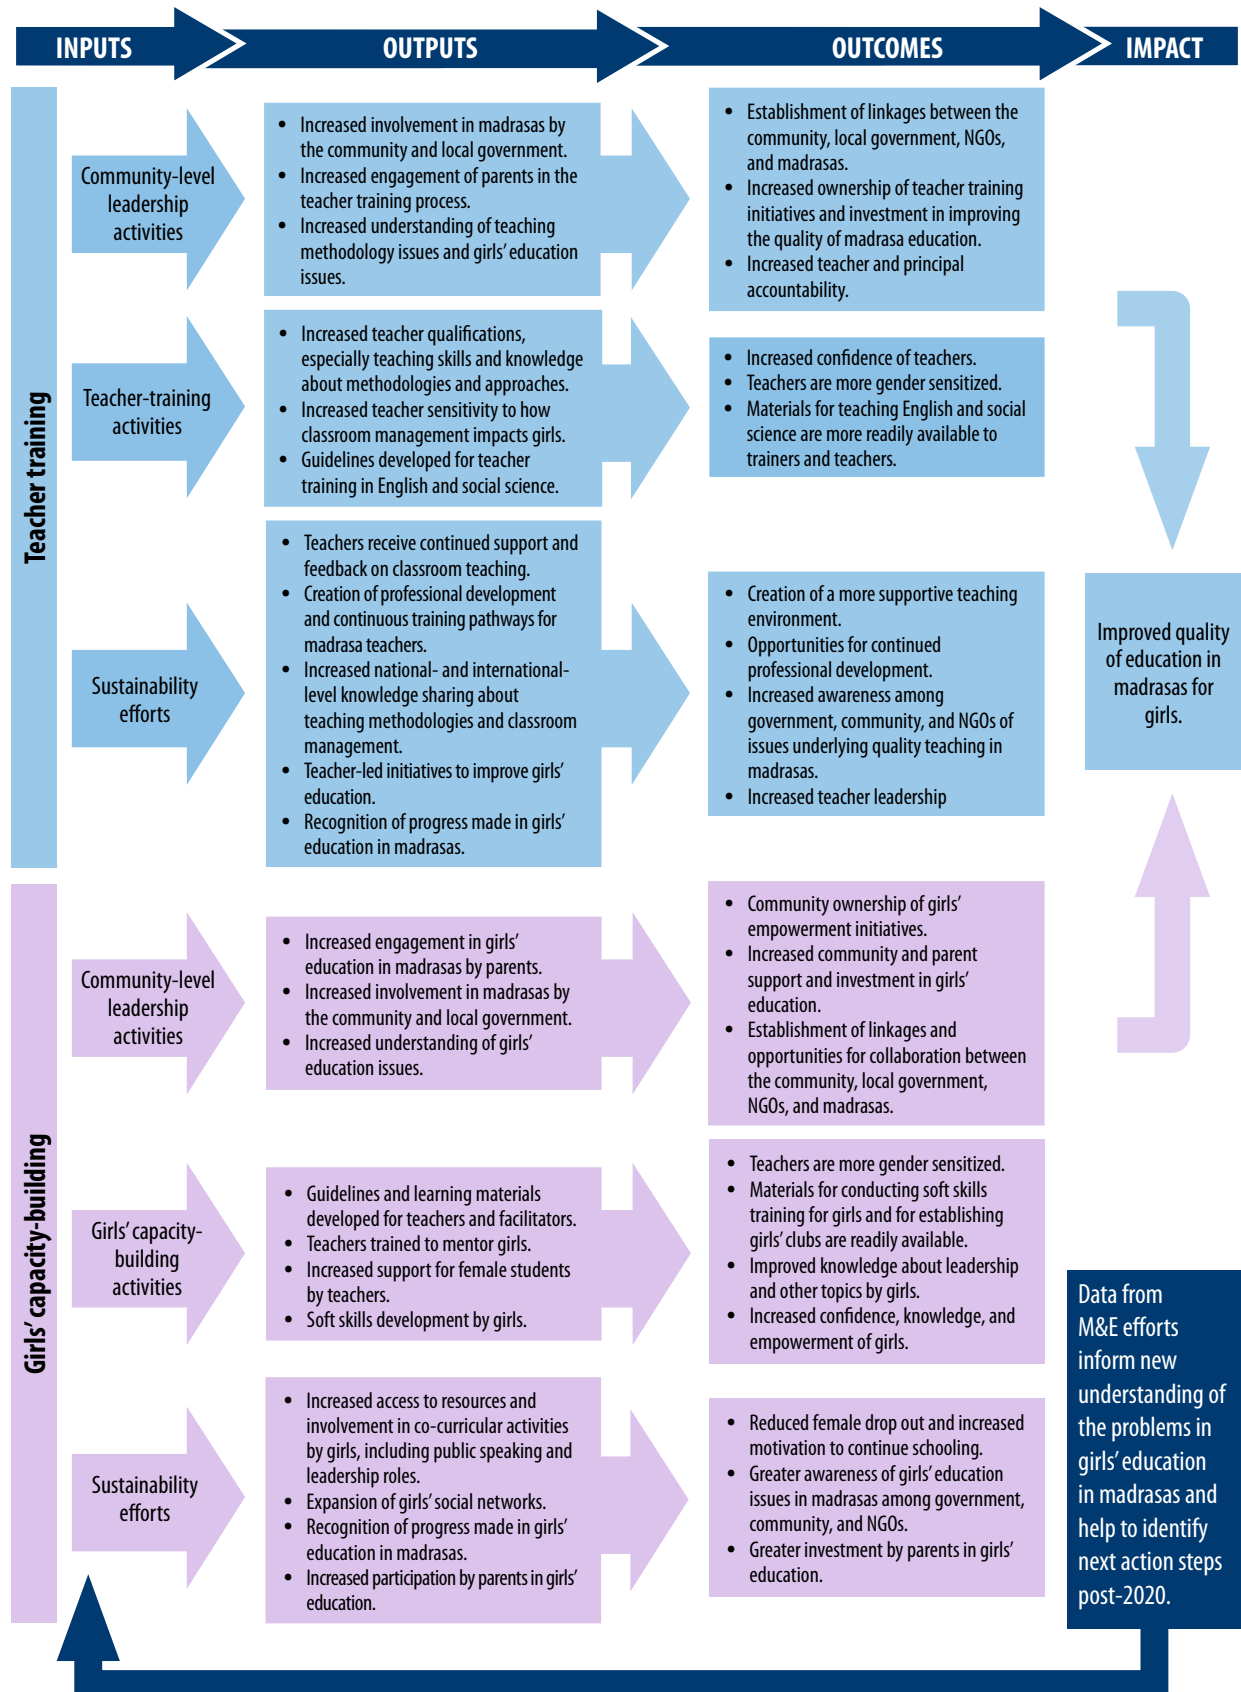 INPUTS
OUTPUTS
OUTCOMES
IMPACT
Teacher training
Community-level
leadership
activities
• Increased involvement in madrasas by
the community and local government.
• Increased engagement of parents in the
teacher training process.
• Increased understanding of teaching
methodology issues and girls’ education
issues.
• Establishment of linkages between the
community, local government, NGOs,
and madrasas.
• Increased ownership of teacher training
initiatives and investment in improving
the quality of madrasa education.
• Increased teacher and principal
accountability.
Teacher-training
activities
• Increased teacher qualifications,
especially teaching skills and knowledge
about methodologies and approaches.
• Increased teacher sensitivity to how
classroom management impacts girls.
• Guidelines developed for teacher
training in English and social science.
• Increased confidence of teachers.
• Teachers are more gender sensitized.
• Materials for teaching English and social
science are more readily available to
trainers and teachers.
Sustainability
efforts
• Teachers receive continued support and
feedback on classroom teaching.
• Creation of professional development
and continuous training pathways for
madrasa teachers.
• Increased national- and international-
level knowledge sharing about
teaching methodologies and classroom
management.
• Teacher-led initiatives to improve girls’
education.
• Recognition of progress made in girls’
education in madrasas.
• Creation of a more supportive teaching
environment.
• Opportunities for continued
professional development.
• Increased awareness among
government, community, and NGOs of
issues underlying quality teaching in
madrasas.
• Increased teacher leadership
Improved quality
of education in
madrasas for
girls.
Girls’ capacity-building
Community-level
leadership
activities
• Increased engagement in girls’
education in madrasas by parents.
• Increased involvement in madrasas by
the community and local government.
• Increased understanding of girls’
education issues.
• Community ownership of girls’
empowerment initiatives.
• Increased community and parent
support and investment in girls’
education.
• Establishment of linkages and
opportunities for collaboration between
the community, local government,
NGOs, and madrasas.
Girls’ capacity-
building
activities
• Guidelines and learning materials
developed for teachers and facilitators.
• Teachers trained to mentor girls.
• Increased support for female students
by teachers.
• Soft skills development by girls.
• Teachers are more gender sensitized.
• Materials for conducting soft skills
training for girls and for establishing
girls’ clubs are readily available.
• Improved knowledge about leadership
and other topics by girls.
• Increased confidence, knowledge, and
empowerment of girls.
Sustainability
efforts
• Increased access to resources and
involvement in co-curricular activities
by girls, including public speaking and
leadership roles.
• Expansion of girls’ social networks.
• Recognition of progress made in girls’
education in madrasas.
• Increased participation by parents in girls’
education.
• Reduced female drop out and increased
motivation to continue schooling.
• Greater awareness of girls’ education
issues in madrasas among government,
community, and NGOs.
• Greater investment by parents in girls’
education.
Data from
M&E efforts
inform new
understanding of
the problems in
girls’ education
in madrasas and
help to identify
next action steps
post-2020.